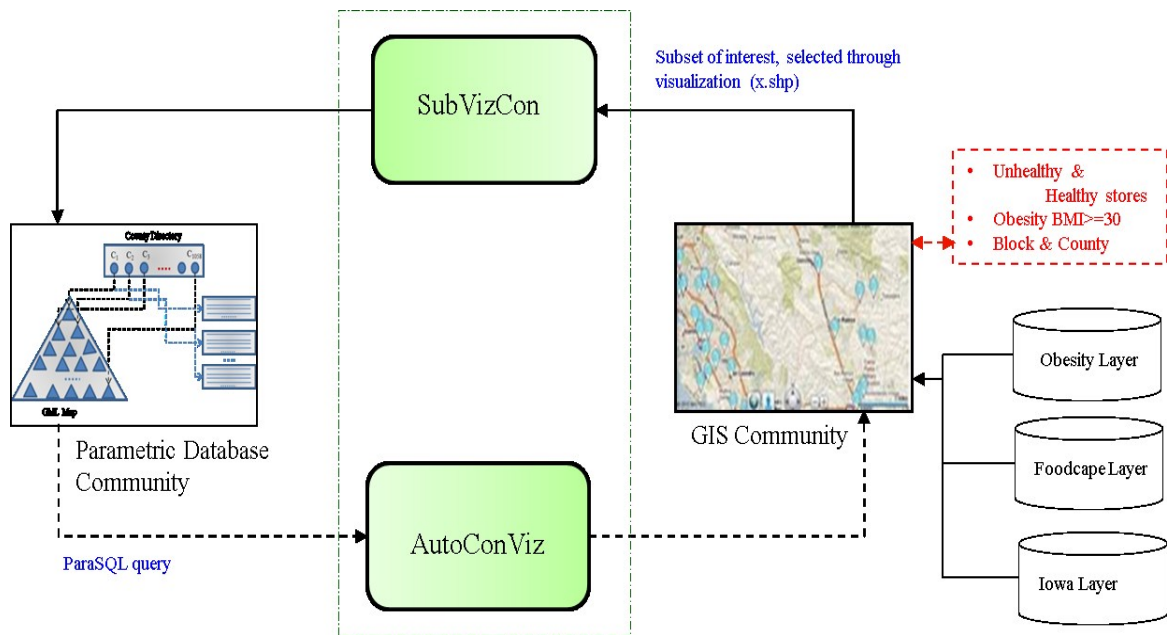 SubVizCon
Subset of interest, selected through
visualization (x.shp)
• Unhealthy &
Healthy stores
• Obesity BMI>=30
• Block & County
County Directory
C1 C2 C3
GML Map
Parametric Database
Community
GIS Community
Obesity Layer
Foodcape Layer
Iowa Layer
AutoConViz
ParaSQL query